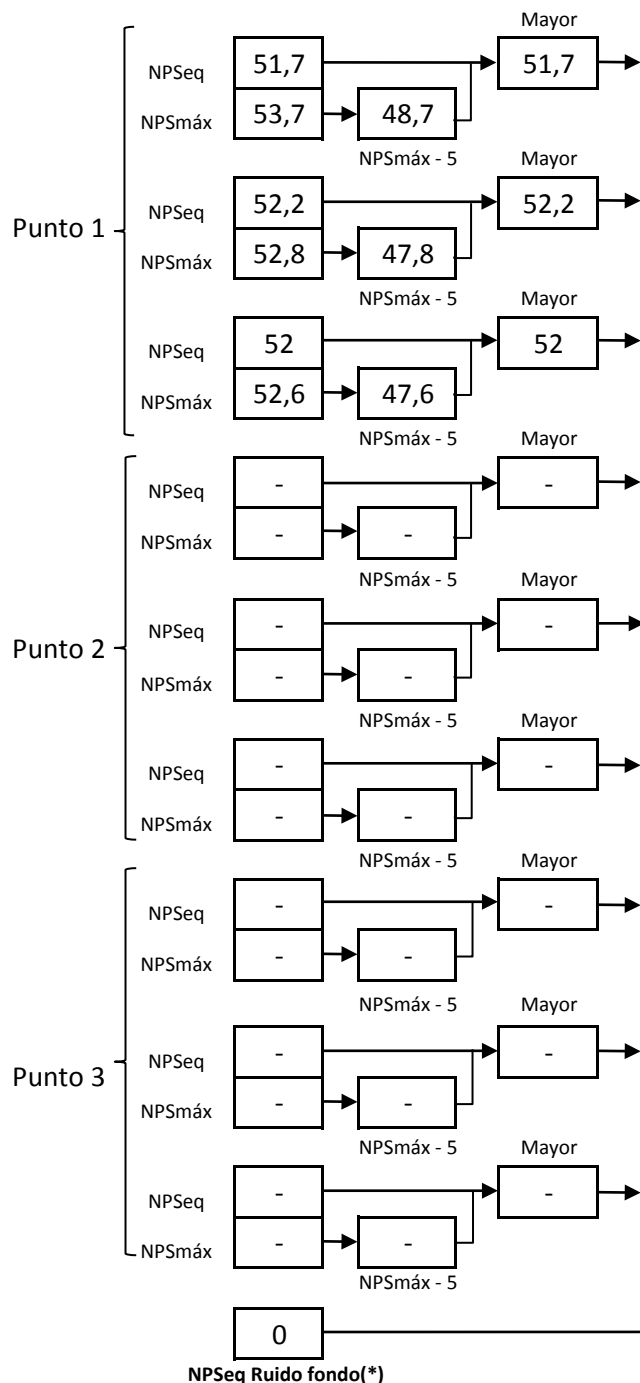 Mayor
NPSeq 51,7 51,7
NPSmáx 53,7 48,7
NPSmáx - 5
Mayor
Punto 1
NPSeq 52,2 52,2
NPSmáx 52,8 47,8
NPSmáx - 5
Mayor
NPSeq 52 52
NPSmáx 52,6 47,6
NPSmáx - 5
Mayor
NPSeq - -
NPSmáx - -
NPSmáx - 5
Mayor
Punto 2
NPSeq - -
NPSmáx - -
NPSmáx - 5
Mayor
NPSeq - -
NPSmáx - -
NPSmáx - 5
Mayor
NPSeq - -
NPSmáx - -
NPSmáx - 5
Mayor
Punto 3
NPSeq - -
NPSmáx - -
NPSmáx - 5
Mayor
NPSeq - -
NPSmáx - -
NPSmáx - 5
0
NPSeq Ruido fondo(*)